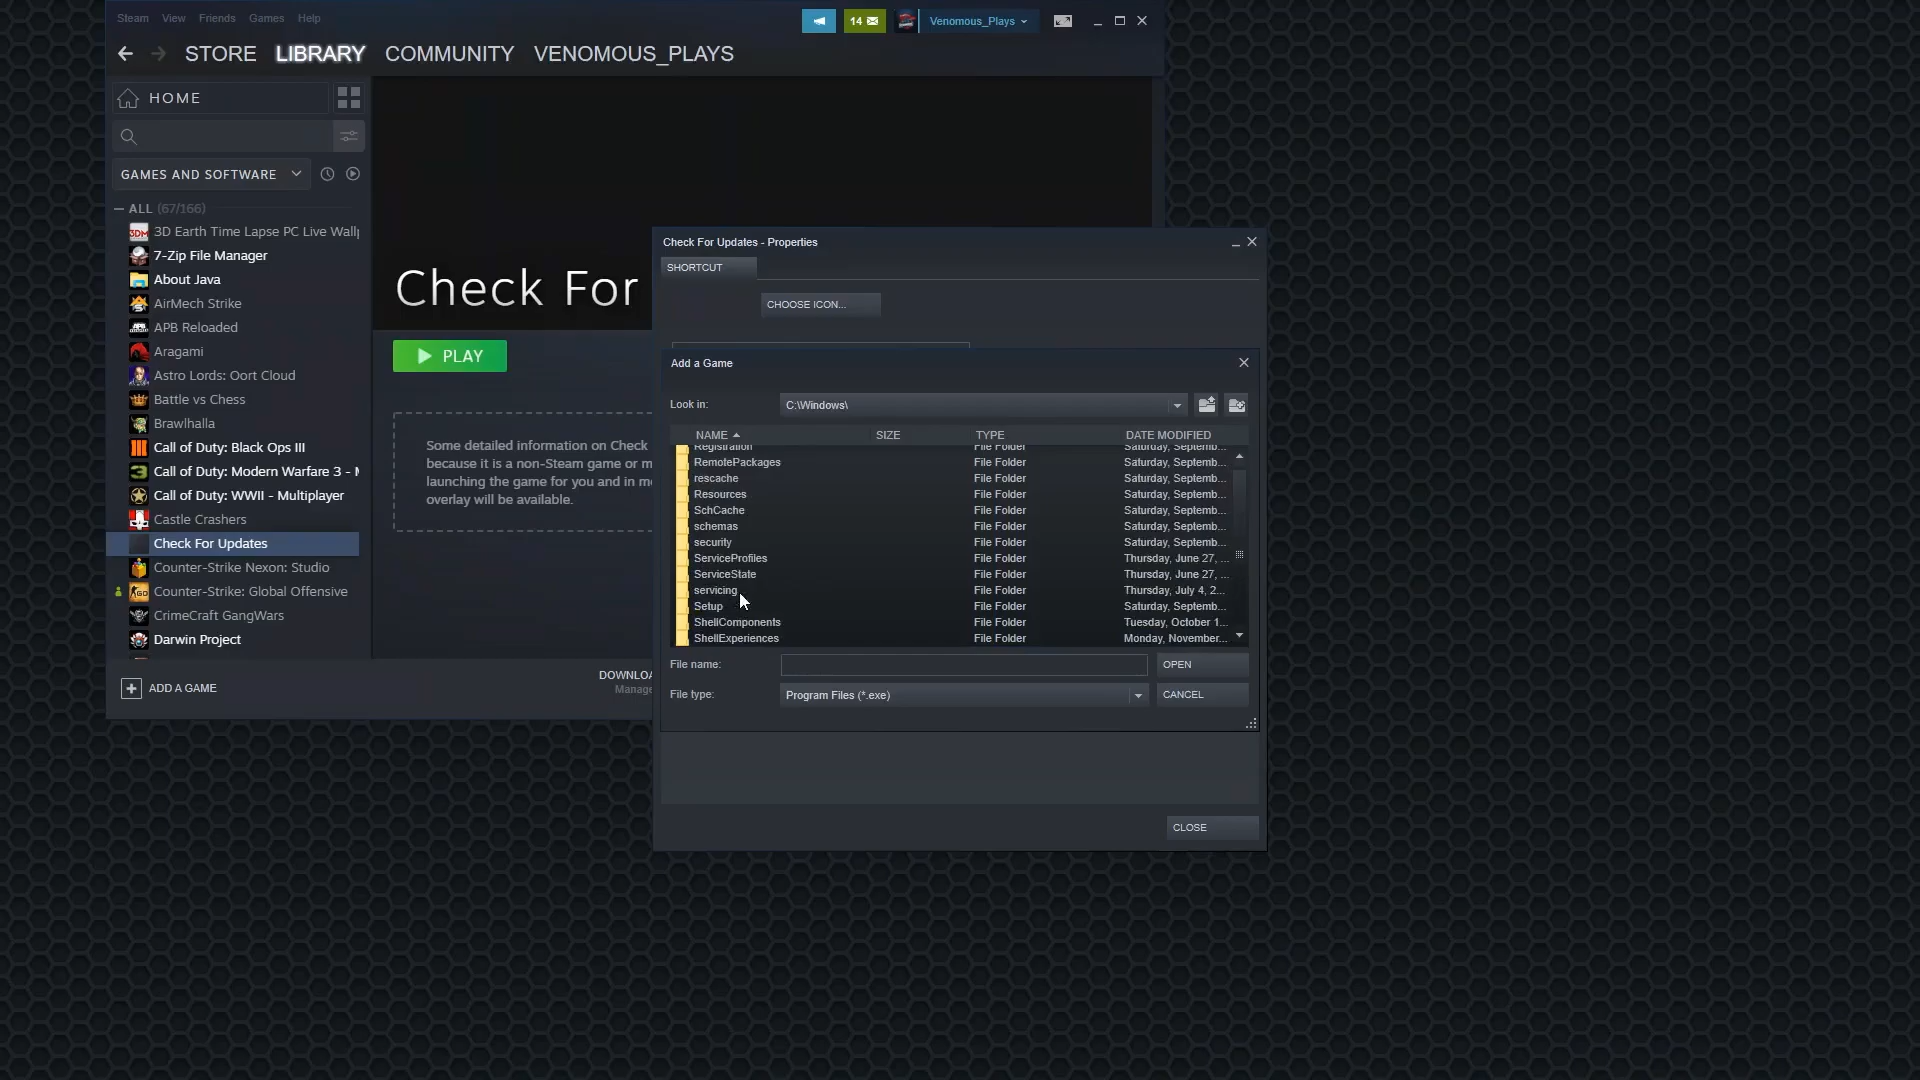 Steam View Friends Games Help
14
Venomous_Plays
STORE LIBRARY COMMUNITY VENOMOUS_PLAYS
HOME
GAMES AND SOFTWARE
ALL (67/166)
3D Earth Time Lapse PC Live Wall
7-Zip File Manager
About Java
AirMech Strike
APB Reloaded
Aragami
Astro Lords: Oort Cloud
Battle vs Chess
Brawlhalla
Call of Duty: Black Ops III
Call of Duty: Modern Warfare 3 -
Call of Duty: WWII - Multiplayer
Castle Crashers
Check For Updates
Counter-Strike Nexon: Studio
Counter-Strike: Global Offensive
CrimeCraft GangWars
Darwin Project
ADD A GAME
Check For
PLAY
Some detailed information on Check
because it is a non-Steam game or m
launching the game for you and in m
overlay will be available.
DOWNLOA
Manage
Check For Updates - Properties
SHORTCUT
CHOOSE ICON...
Add a Game
Look in: C:\Windows\
NAME SIZE TYPE DATE MODIFIED
Registration File Folder Saturday, Septemb...
RemotePackages File Folder Saturday, Septemb...
rescache File Folder Saturday, Septemb...
Resources File Folder Saturday, Septemb...
SchCache File Folder Saturday, Septemb...
schemas File Folder Saturday, Septemb...
security File Folder Saturday, Septemb...
ServiceProfiles File Folder Thursday, June 27, ...
ServiceState File Folder Thursday, June 27, ...
servicing File Folder Thursday, July 4, 2...
Setup File Folder Saturday, Septemb...
ShellComponents File Folder Tuesday, October 1...
ShellExperiences File Folder Monday, November...
File name: OPEN
File type: Program Files (*.exe) CANCEL
CLOSE